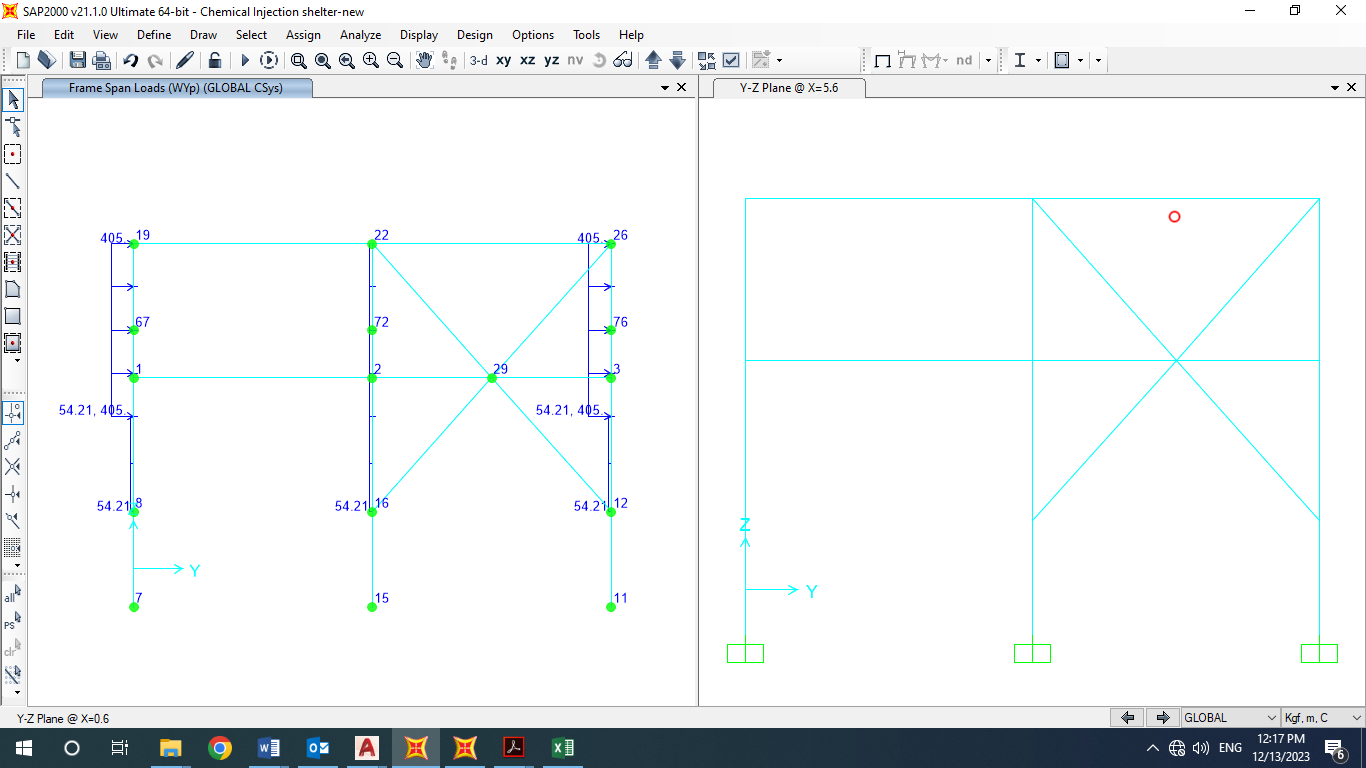 SAP2000 v21.1.0 Ultimate 64-bit - Chemical Injection shelter-new
File Edit View Define Draw Select Assign Analyze Display Design Options Tools Help
3-d xy xz yz nv nd
Frame Span Loads (WYp) (GLOBAL CSys)
Y-Z Plane @ X=5.6
all
PS
clr
405. 19 22 405. 26
67 72 76
1 2 29 3
54.21, 405. 54.21, 405.
54.21 8 54.21 16 54.21 12
Y
7 15 11
Z
Y
Y-Z Plane @ X=0.6
GLOBAL
Kgf, m, C
ENG
12:17 PM
12/13/2023
6